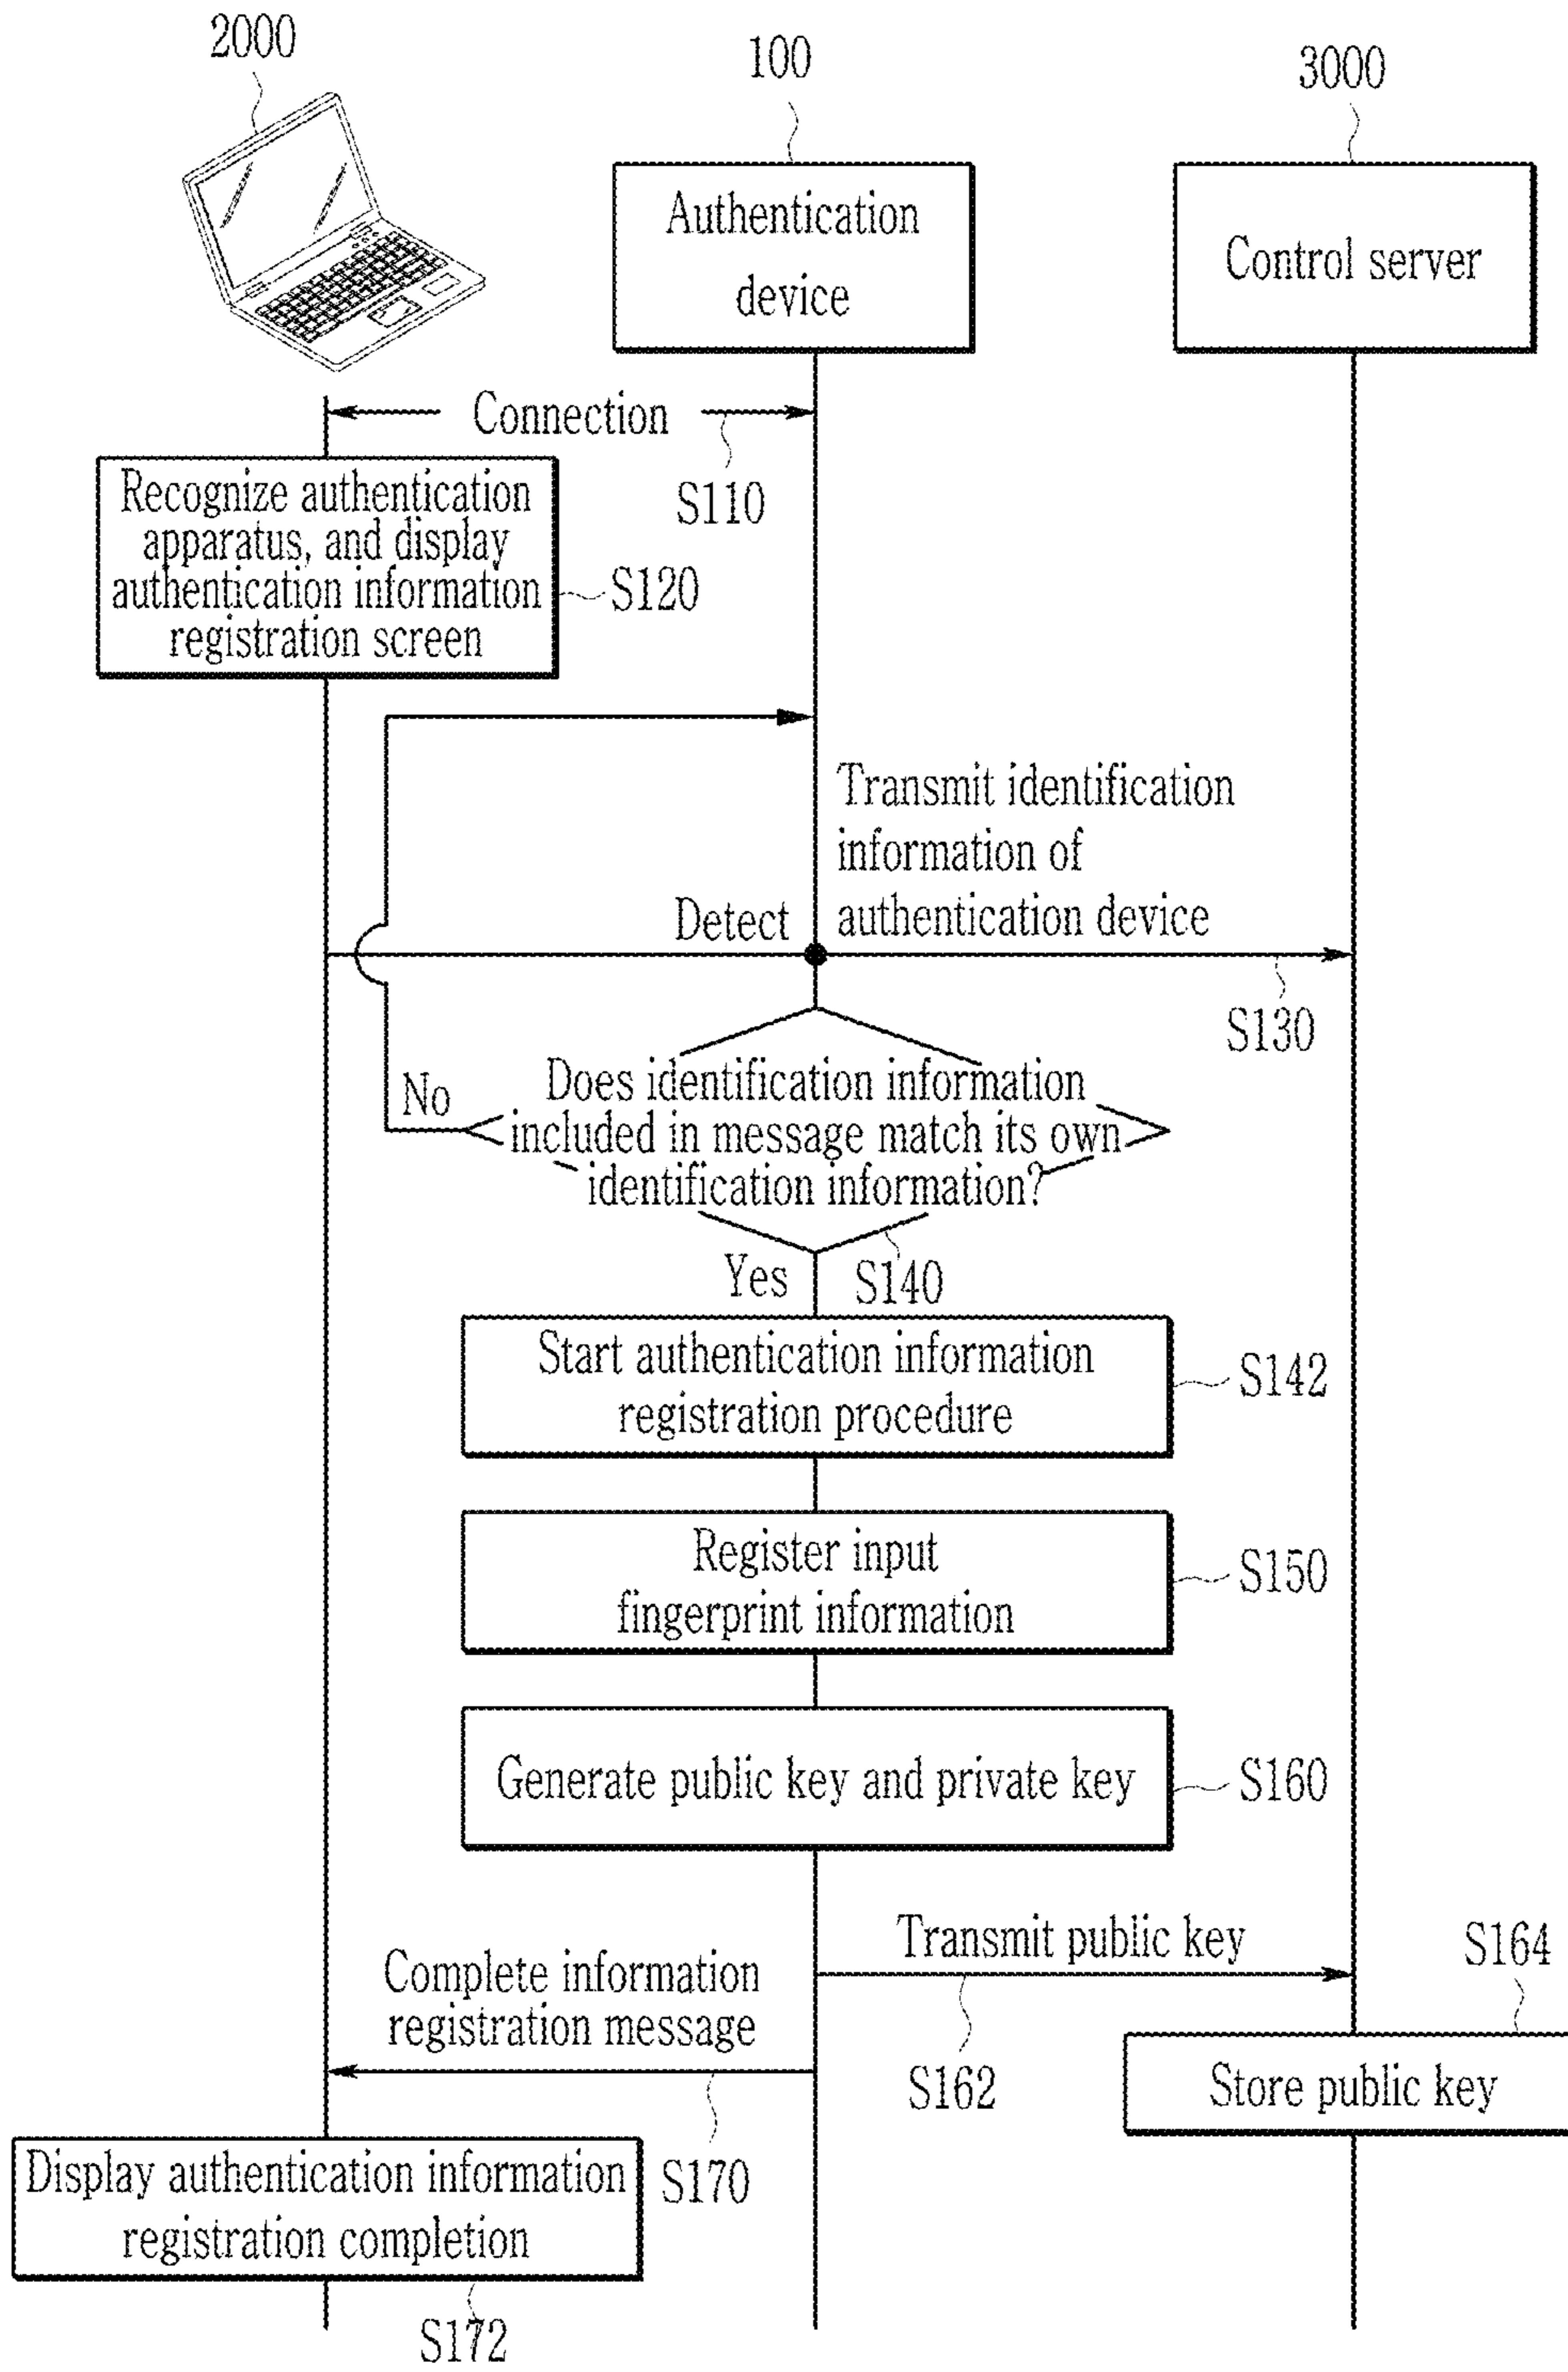 2000
100
3000
Authentication
device
Control server
Connection
S110
Recognize authentication
apparatus, and display
authentication information
registration screen
S120
Transmit identification
information of
authentication device
Detect
S130
No
Does identification information
included in message match its own
identification information?
Yes
S140
Start authentication information
registration procedure
S142
Register input
fingerprint information
S150
Generate public key and private key
S160
Transmit public key
S162
S164
Store public key
Complete information
registration message
S170
Display authentication information
registration completion
S172